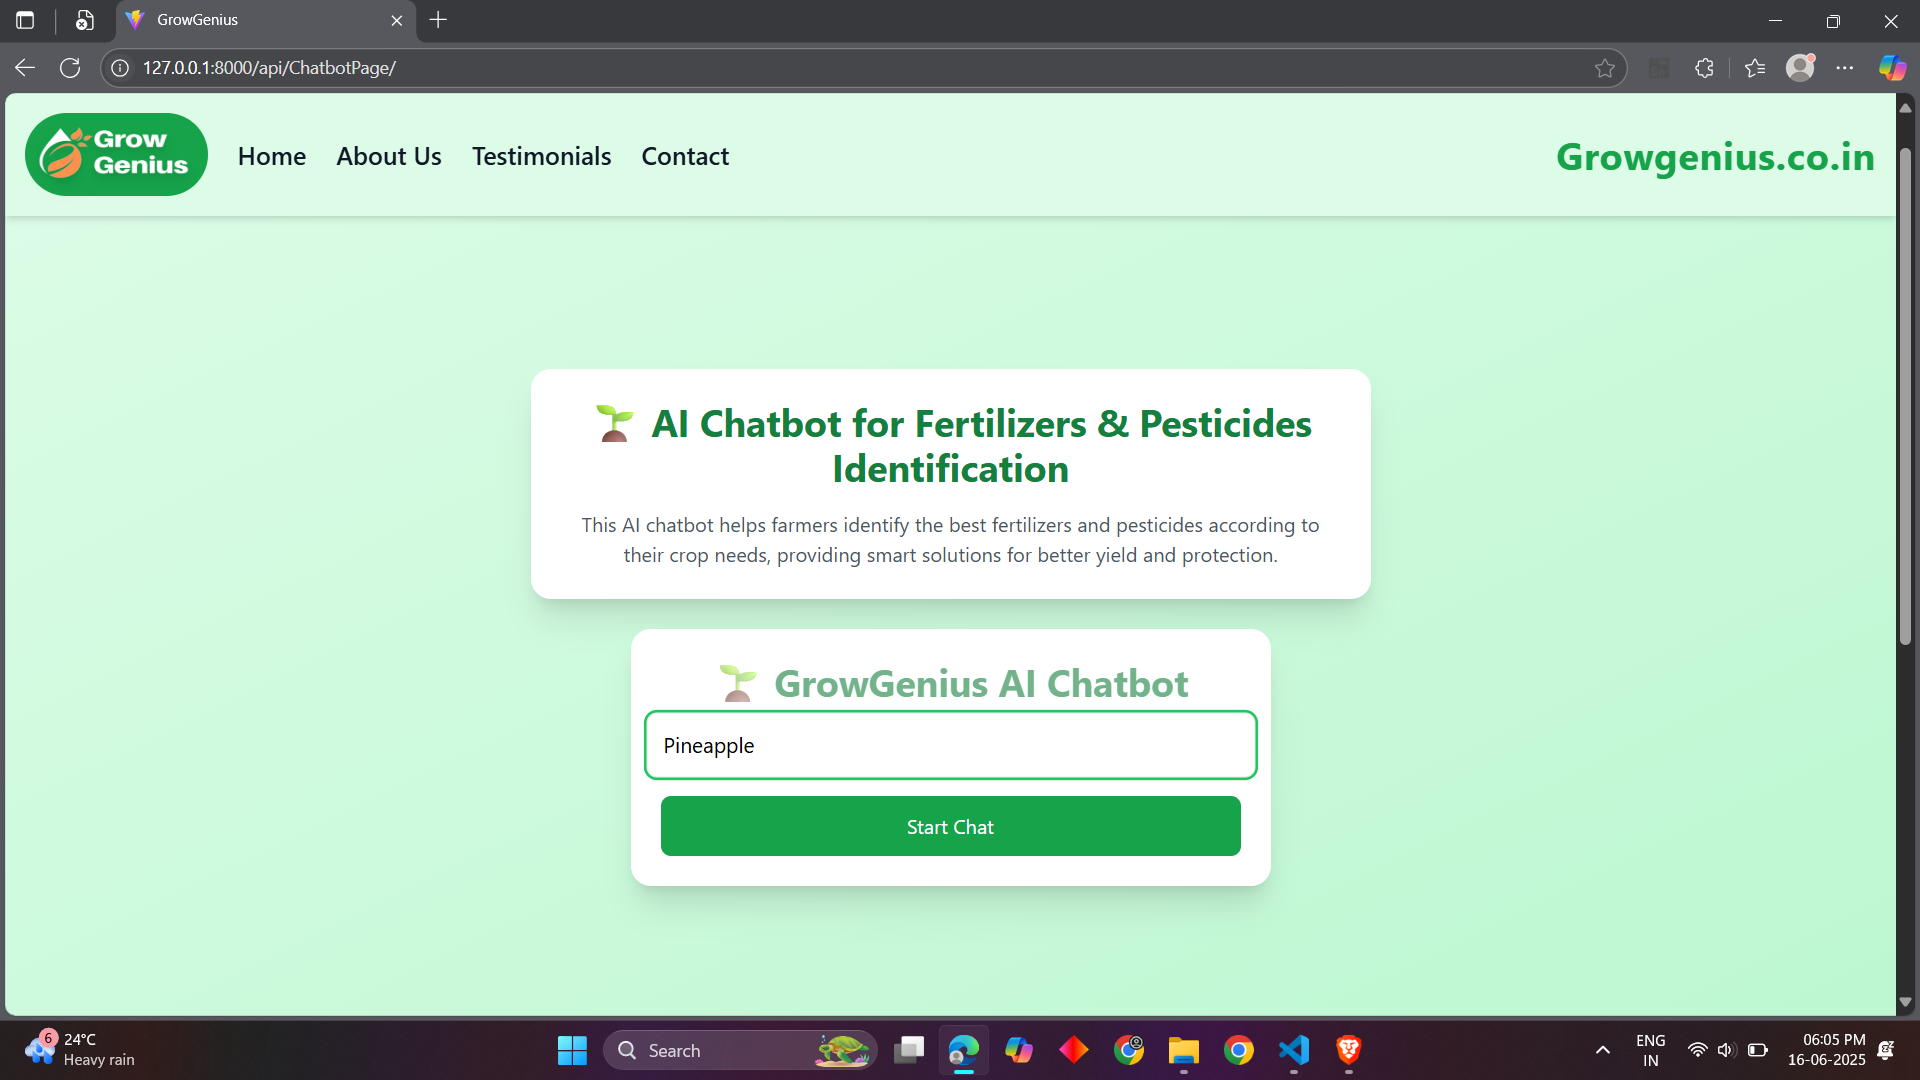 GrowGenius
127.0.0.1:8000/api/ChatbotPage/
Grow
Genius
Home About Us Testimonials Contact
Growgenius.co.in
AI Chatbot for Fertilizers & Pesticides
Identification
This AI chatbot helps farmers identify the best fertilizers and pesticides according to
their crop needs, providing smart solutions for better yield and protection.
GrowGenius AI Chatbot
Pineapple
Start Chat
6
24°C
Heavy rain
Search
ENG
IN
06:05 PM
16-06-2025